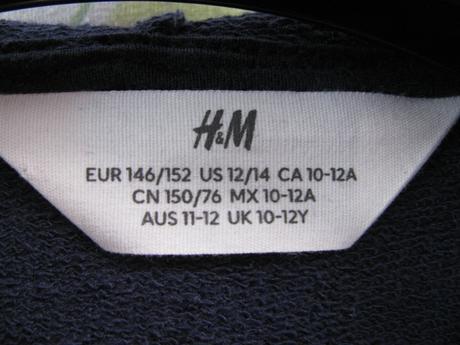 H&M
EUR 146/152 US 12/14 CA 10-12A
CN 150/76 MX 10-12A
AUS 11-12 UK 10-12Y